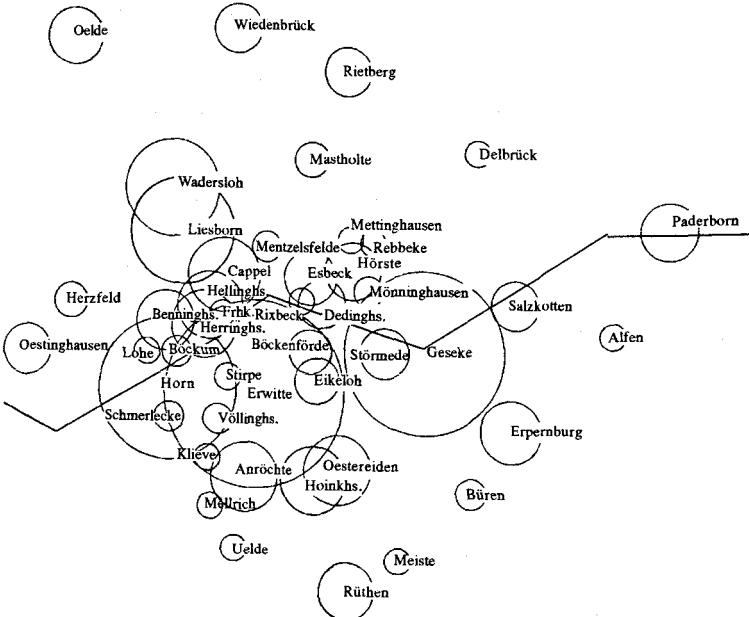 Oelde
Wiedenbrück
Rietberg
Mastholte
Delbrück
Wadersloh
Liesborn
Mettinghausen
Paderborn
Mentzelsfelde
Rebbeke
Hörste
Cappel
Esbeck
Hellinghs.
Mönninghausen
Herzfeld
Salzkotten
Benninghs.
Frhk.
Rixbeck
Dedinghs.
Herringhs.
Oestinghausen
Lohe
Bockum
Böckenförde
Störmede
Geseke
Alfen
Horn
Stirpe
Eikeloh
Erwitte
Schmerlecke
Völlinghs.
Erpernburg
Klieve
Anröchte
Oestereiden
Hoinkhs.
Büren
Mellrich
Uelde
Meiste
Rüthen